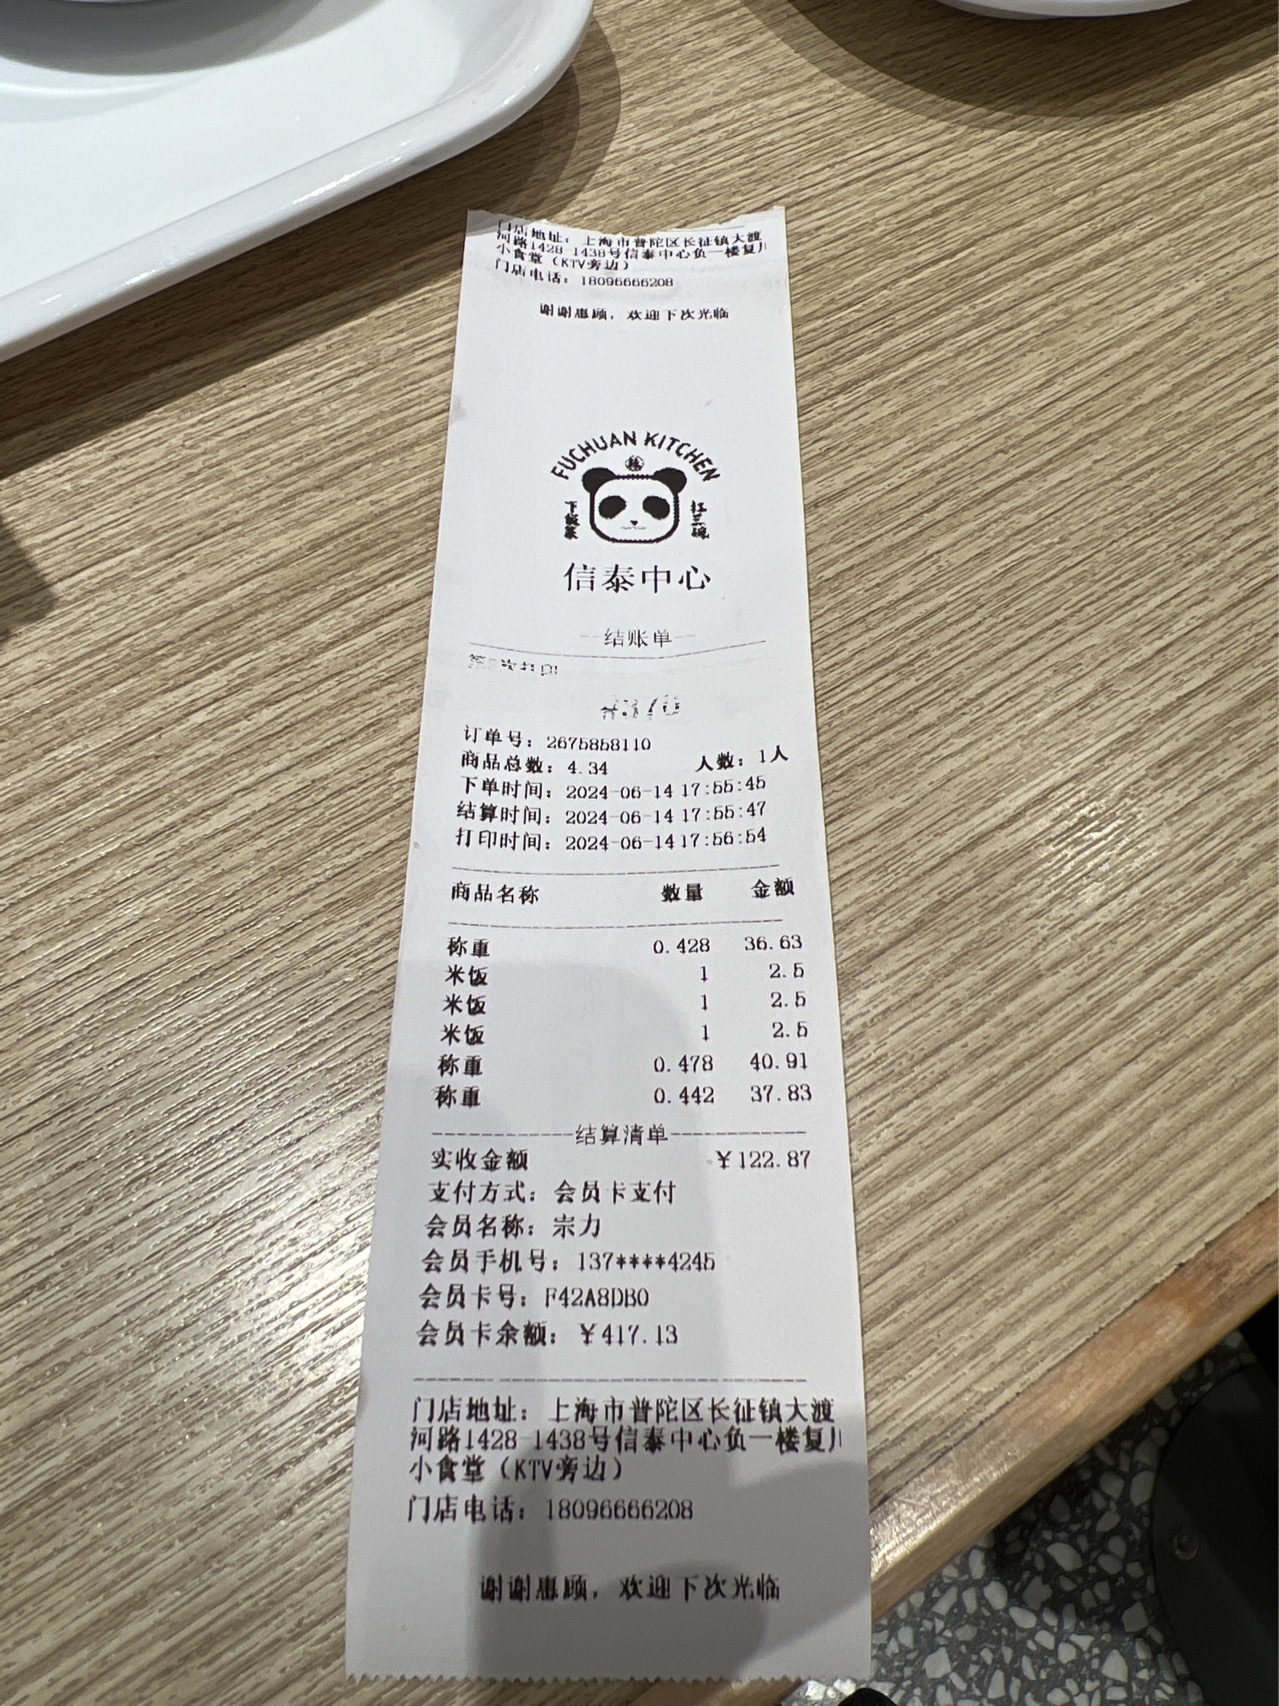 门店地址：上海市普陀区长征镇大渡
河路1428-1438号信泰中心负一楼复川
小食堂（KTV旁边）
门店电话：18096666208
谢谢惠顾，欢迎下次光临
FUCHUAN KITCHEN
下饭菜
扛三碗
信泰中心
---结账单---
订单号：2675858110
商品总数：4.34 人数：1人
下单时间：2024-06-14 17:55:45
结算时间：2024-06-14 17:55:47
打印时间：2024-06-14 17:56:54
商品名称 数量 金额
称重 0.428 36.63
米饭 1 2.5
米饭 1 2.5
米饭 1 2.5
称重 0.478 40.91
称重 0.442 37.83
------------结算清单------------
实收金额 ￥122.87
支付方式：会员卡支付
会员名称：宗力
会员手机号：137****4245
会员卡号：F42A8DB0
会员卡余额：￥417.13
门店地址：上海市普陀区长征镇大渡
河路1428-1438号信泰中心负一楼复川
小食堂（KTV旁边）
门店电话：18096666208
谢谢惠顾，欢迎下次光临